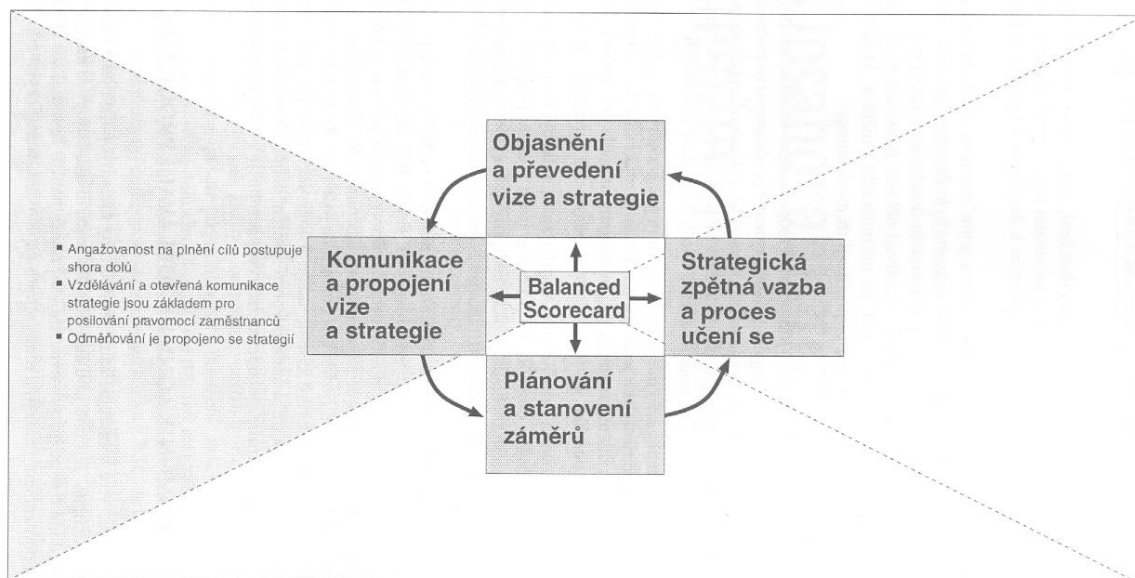 Objasnění
a převedení
vize a strategie
▪ Angažovanost na plnění cílů postupuje
shora dolů
▪ Vzdělávání a otevřená komunikace
strategie jsou základem pro
posilování pravomocí zaměstnanců
▪ Odměňování je propojeno se strategií
Komunikace
a propojení
vize
a strategie
Balanced
Scorecard
Strategická
zpětná vazba
a proces
učení se
Plánování
a stanovení
záměrů